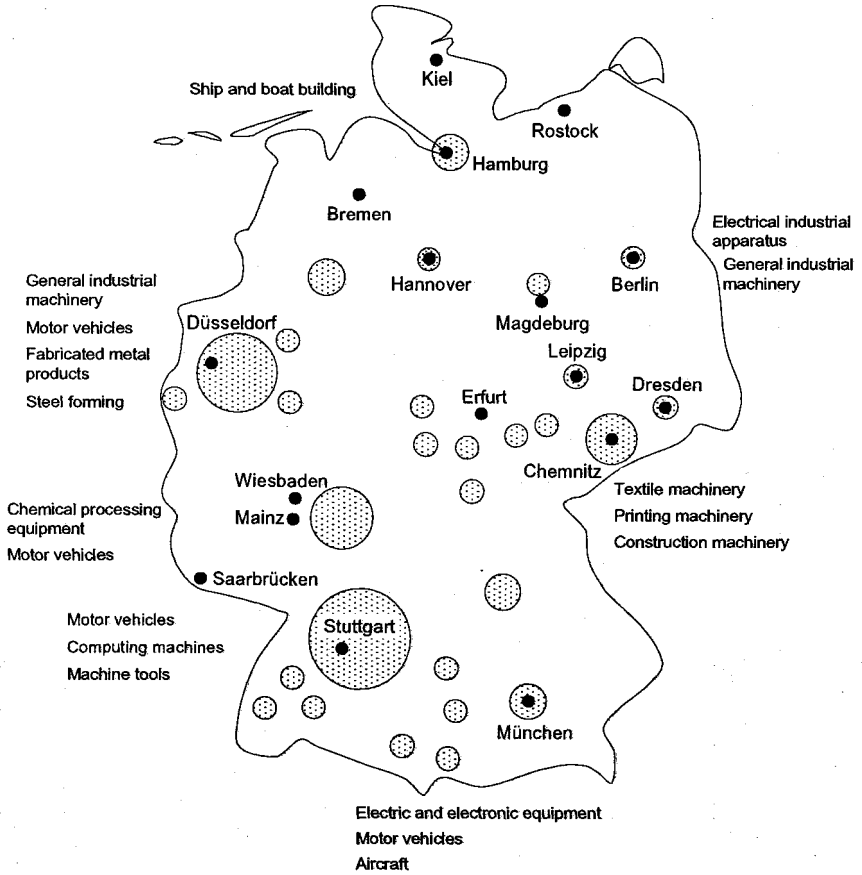 Kiel
Ship and boat building
Rostock
Hamburg
Bremen
Electrical industrial
apparatus
General industrial
machinery
Hannover
Berlin
General industrial
machinery
Motor vehicles
Düsseldorf
Magdeburg
Fabricated metal
products
Leipzig
Steel forming
Erfurt
Dresden
Chemnitz
Wiesbaden
Textile machinery
Chemical processing
equipment
Mainz
Printing machinery
Motor vehicles
Construction machinery
Saarbrücken
Motor vehicles
Stuttgart
Computing machines
Machine tools
München
Electric and electronic equipment
Motor vehicles
Aircraft